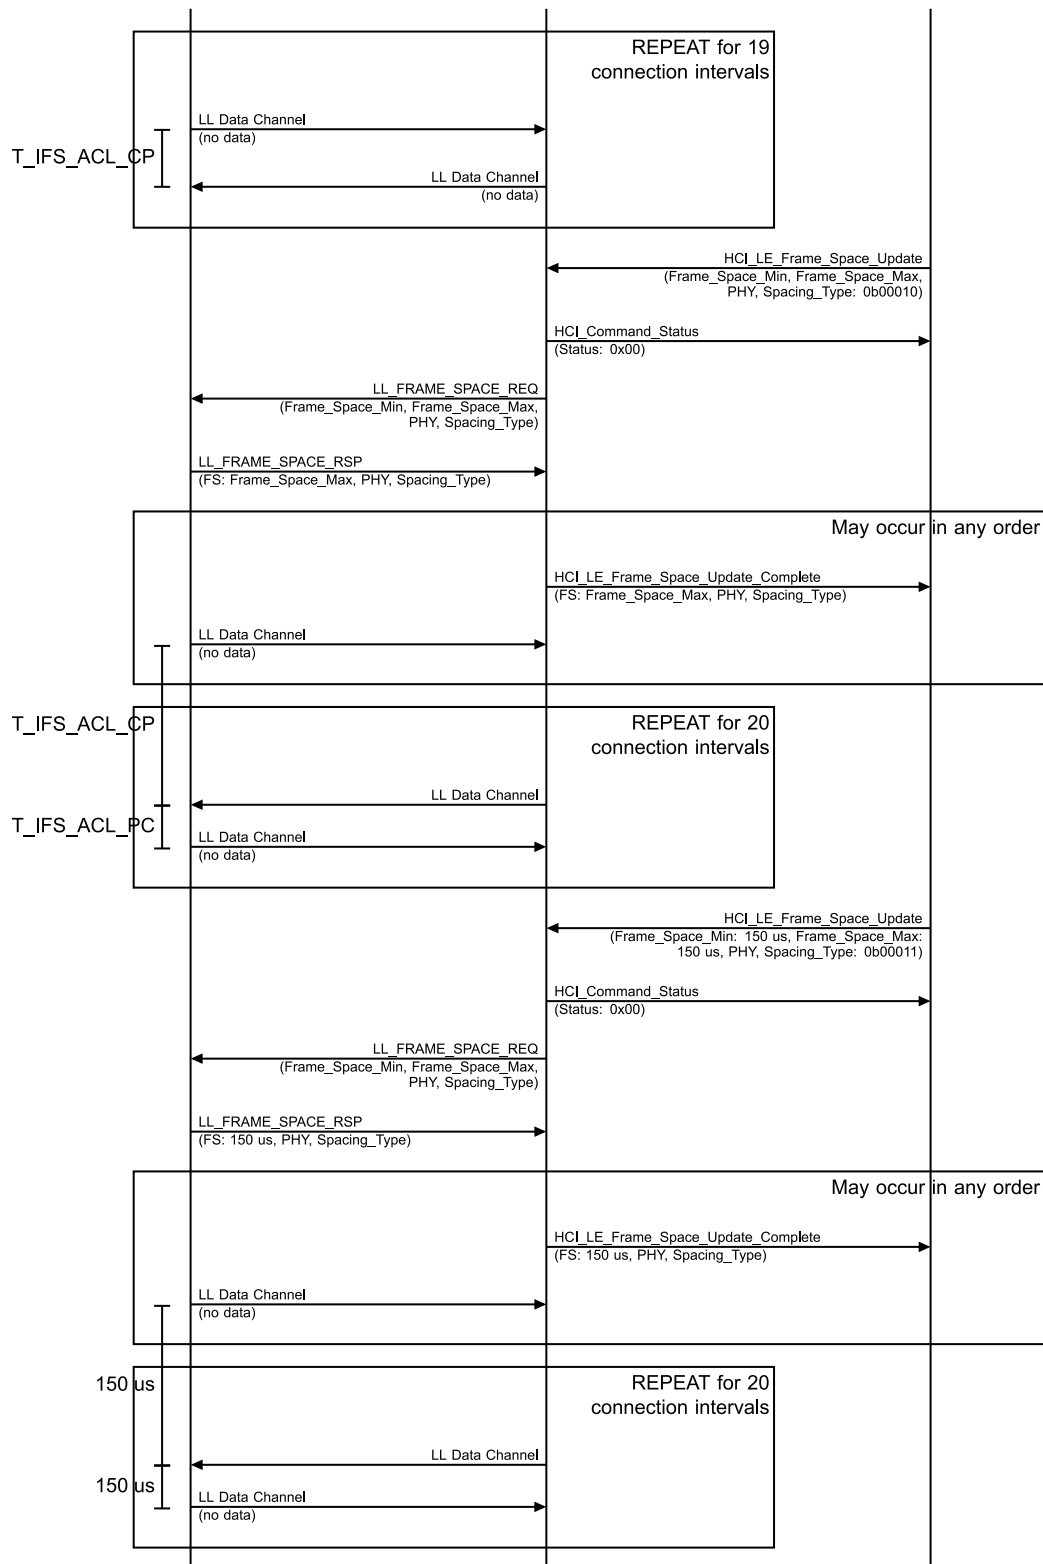 REPEAT for 19
connection intervals
LL Data Channel
(no data)
T_IFS_ACL_CP
LL Data Channel
(no data)
HCI_LE_Frame_Space_Update
(Frame_Space_Min, Frame_Space_Max,
PHY, Spacing_Type: 0b00010)
HCI_Command_Status
(Status: 0x00)
LL_FRAME_SPACE_REQ
(Frame_Space_Min, Frame_Space_Max,
PHY, Spacing_Type)
LL_FRAME_SPACE_RSP
(FS: Frame_Space_Max, PHY, Spacing_Type)
May occur in any order
HCI_LE_Frame_Space_Update_Complete
(FS: Frame_Space_Max, PHY, Spacing_Type)
LL Data Channel
(no data)
T_IFS_ACL_CP
REPEAT for 20
connection intervals
LL Data Channel
T_IFS_ACL_PC
LL Data Channel
(no data)
HCI_LE_Frame_Space_Update
(Frame_Space_Min: 150 us, Frame_Space_Max:
150 us, PHY, Spacing_Type: 0b00011)
HCI_Command_Status
(Status: 0x00)
LL_FRAME_SPACE_REQ
(Frame_Space_Min, Frame_Space_Max,
PHY, Spacing_Type)
LL_FRAME_SPACE_RSP
(FS: 150 us, PHY, Spacing_Type)
May occur in any order
HCI_LE_Frame_Space_Update_Complete
(FS: 150 us, PHY, Spacing_Type)
LL Data Channel
(no data)
150 us
REPEAT for 20
connection intervals
LL Data Channel
150 us
LL Data Channel
(no data)